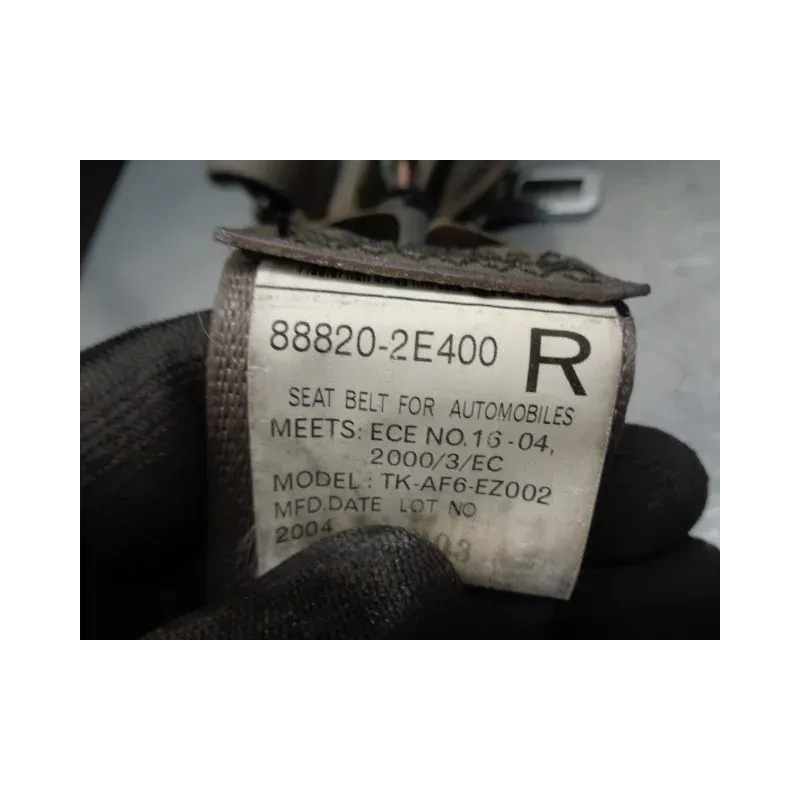 88820-2E400 R
SEAT BELT FOR AUTOMOBILES
MEETS: ECE NO.16-04,
2000/3/EC
MODEL: TK-AF6-EZ002
MFD.DATE LOT NO
2004
03